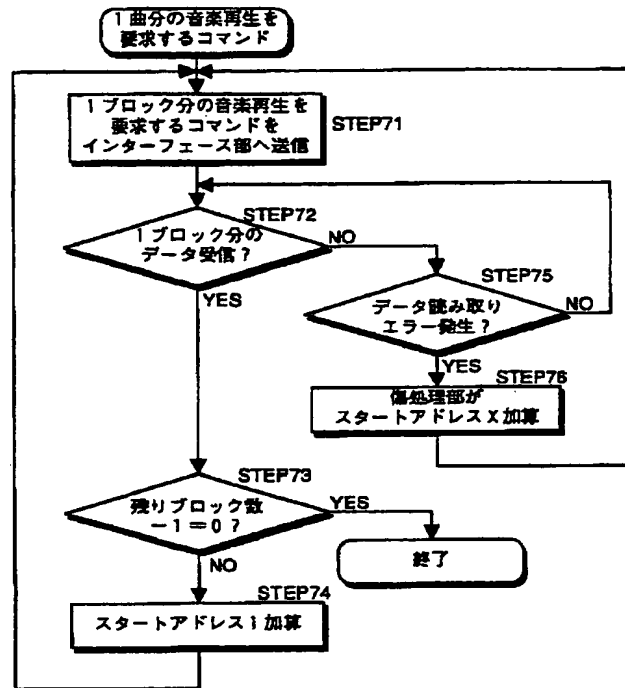 1曲分の音楽再生を
要求するコマンド
1ブロック分の音楽再生を
要求するコマンドを
インターフェース部へ送信
STEP71
STEP72
1ブロック分の
データ受信?
NO
YES
STEP75
データ読み取り
エラー発生?
NO
YES
STEP76
傷処理部が
スタートアドレスX加算
STEP73
残りブロック数
-1=0?
YES
NO
終了
STEP74
スタートアドレス1加算